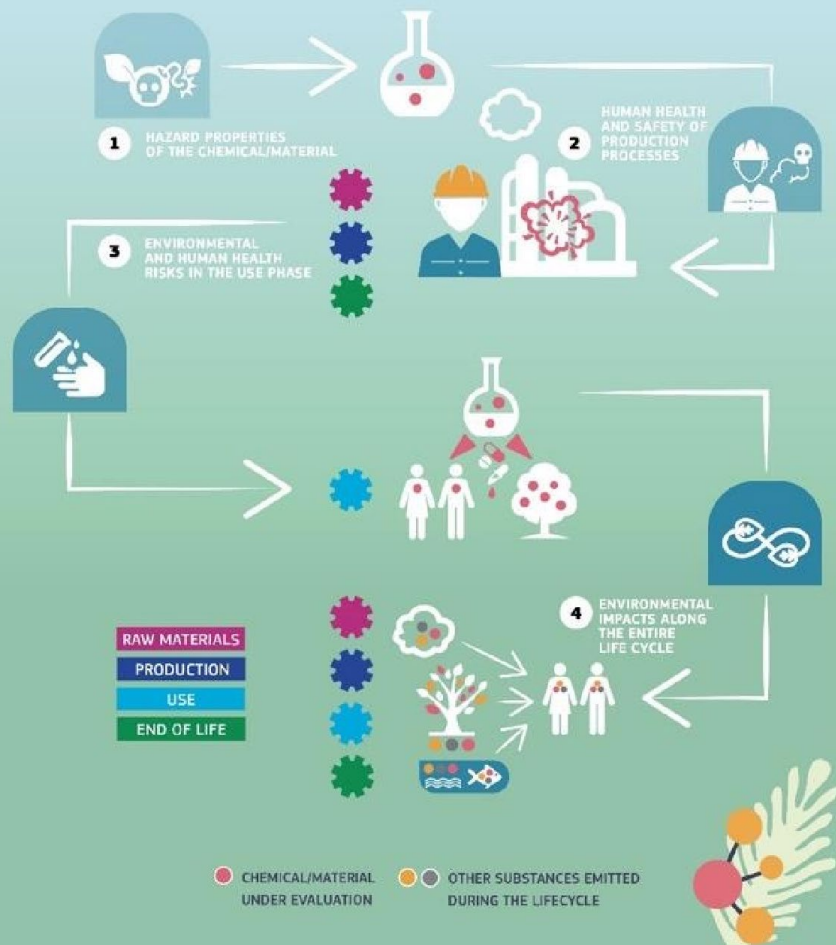 1
HAZARD PROPERTIES
OF THE CHEMICAL/MATERIAL
2
HUMAN HEALTH
AND SAFETY OF
PRODUCTION
PROCESSES
3
ENVIRONMENTAL
AND HUMAN HEALTH
RISKS IN THE USE PHASE
4
ENVIRONMENTAL
IMPACTS ALONG
THE ENTIRE
LIFE CYCLE
RAW MATERIALS
PRODUCTION
USE
END OF LIFE
CHEMICAL/MATERIAL
UNDER EVALUATION
OTHER SUBSTANCES EMITTED
DURING THE LIFECYCLE